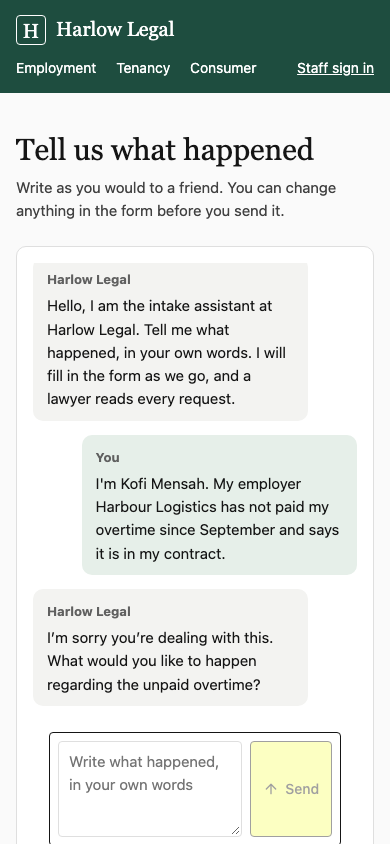 H Harlow Legal
Employment Tenancy Consumer Staff sign in
Tell us what happened
Write as you would to a friend. You can change
anything in the form before you send it.
Harlow Legal
Hello, I am the intake assistant at
Harlow Legal. Tell me what
happened, in your own words. I will
fill in the form as we go, and a
lawyer reads every request.
You
I'm Kofi Mensah. My employer
Harbour Logistics has not paid my
overtime since September and says
it is in my contract.
Harlow Legal
I’m sorry you’re dealing with this.
What would you like to happen
regarding the unpaid overtime?
Write what happened,
in your own words
↑ Send